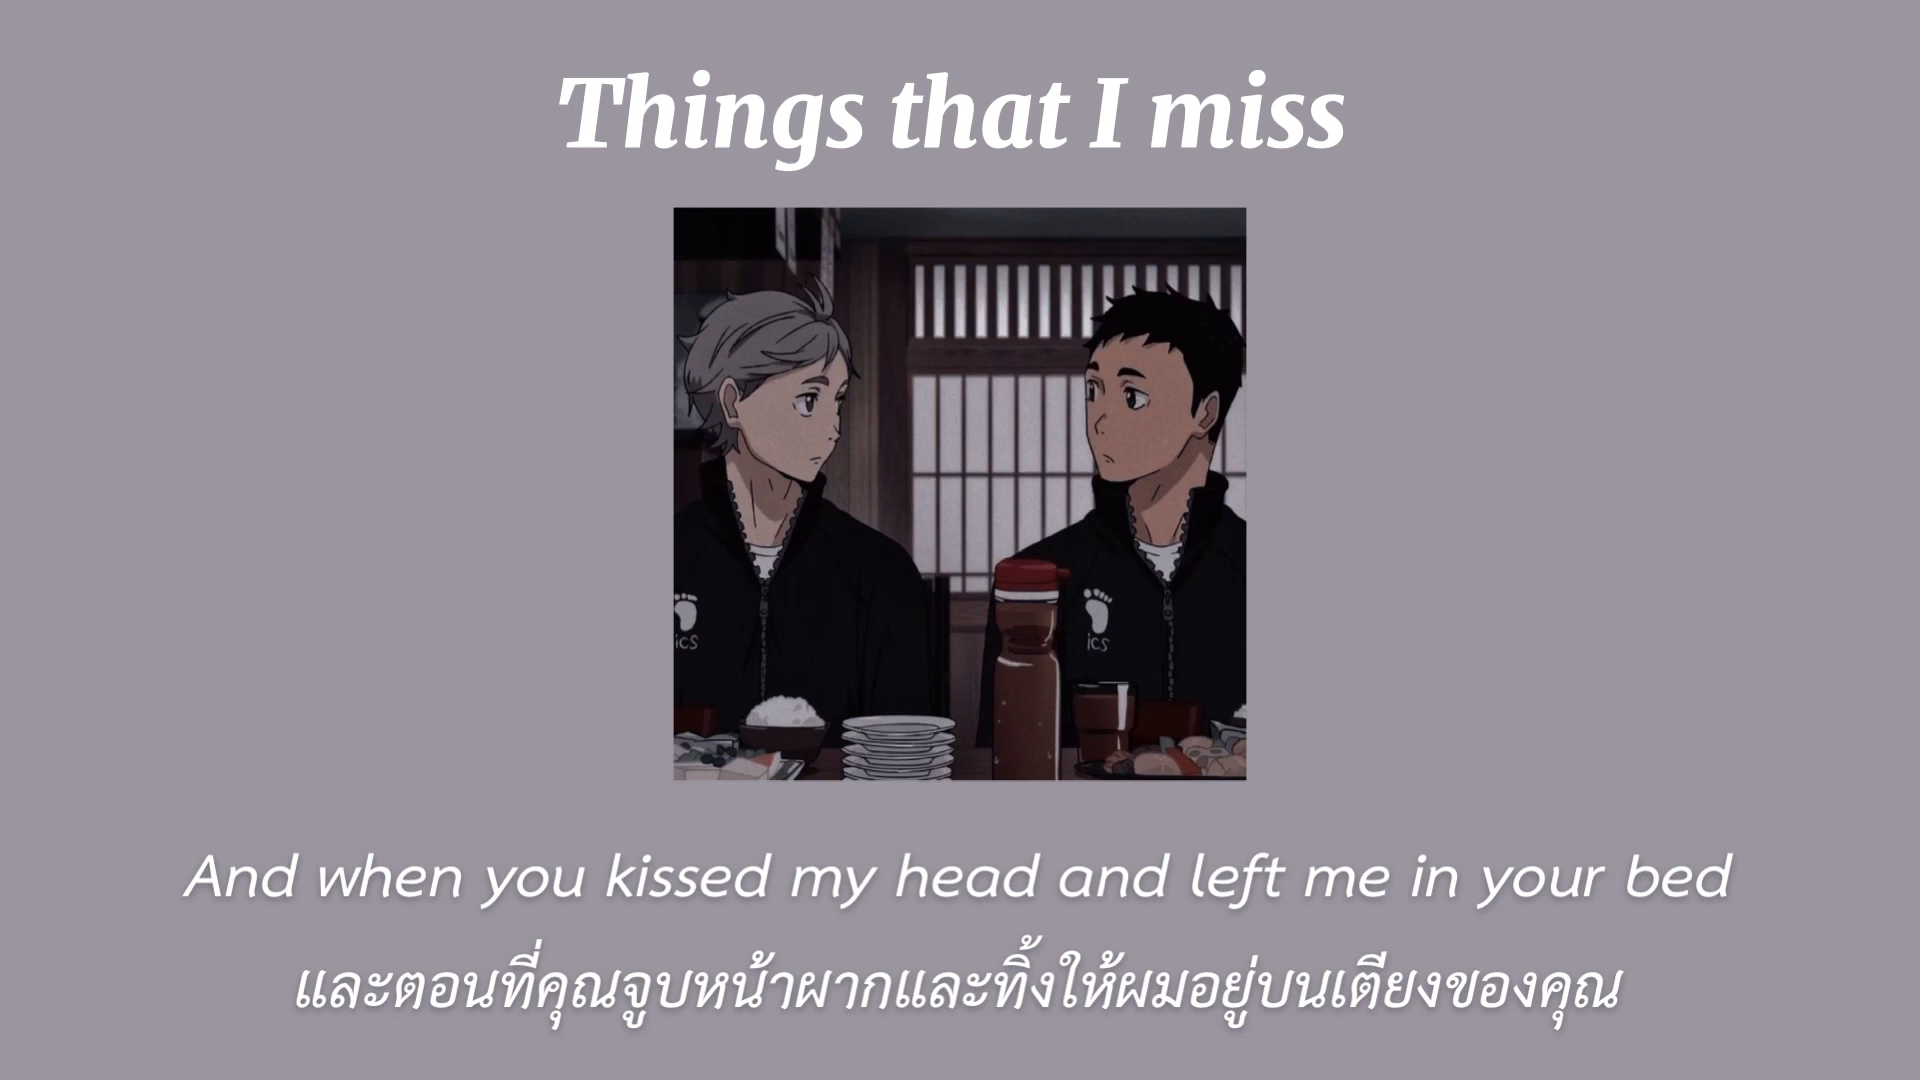 Things that I miss
ics
ics
And when you kissed my head and left me in your bed
และตอนที่คุณจูบหน้าผากและทิ้งให้ผมอยู่บนเตียงของคุณ